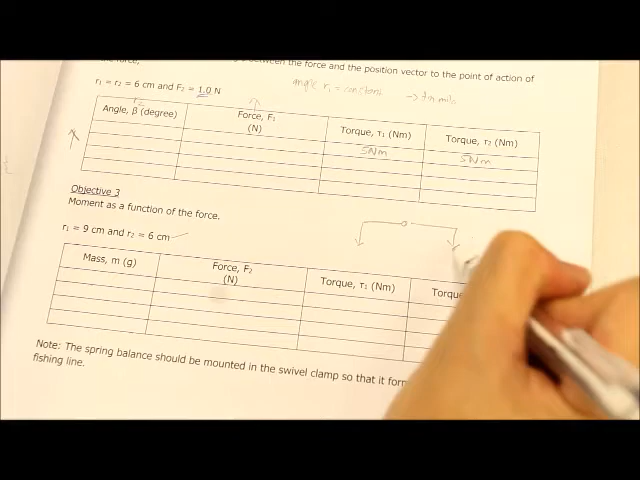 between the force and the position vector to the point of action of
r₁ = r₂ = 6 cm and F₂ = 1.0 N
angle r₁ = constant →
r₂
Angle, β (degree)
Force, F₁
(N)
Torque, τ₁ (Nm)
Torque, τ₂ (Nm)
5Nm
5Nm
Objective 3
Moment as a function of the force.
r₁ = 9 cm and r₂ = 6 cm
Mass, m (g)
Force, F₂
(N)
Torque, τ₁ (Nm)
Note: The spring balance should be mounted in the swivel clamp so that it
fishing line.